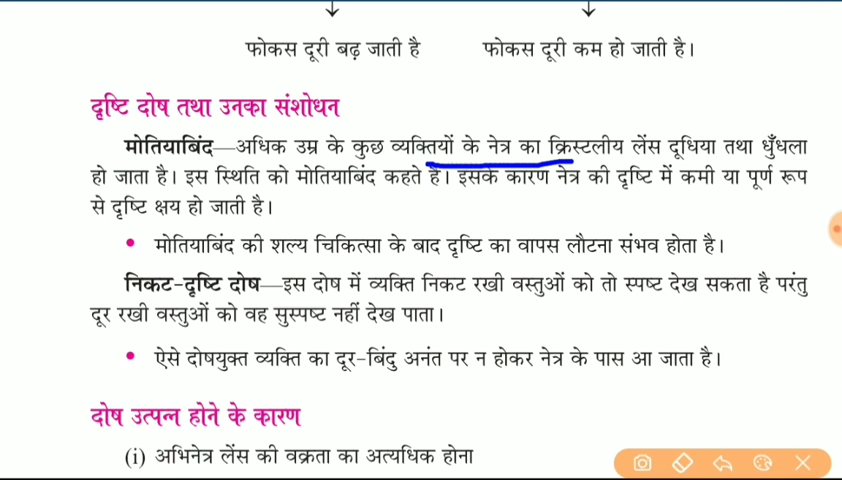 फोकस दूरी बढ़ जाती है फोकस दूरी कम हो जाती है।
दृष्टि दोष तथा उनका संशोधन
मोतियाबिंद—अधिक उम्र के कुछ व्यक्तियों के नेत्र का क्रिस्टलीय लेंस दूधिया तथा धुँधला
हो जाता है। इस स्थिति को मोतियाबिंद कहते हैं। इसके कारण नेत्र की दृष्टि में कमी या पूर्ण रूप
से दृष्टि क्षय हो जाती है।
• मोतियाबिंद की शल्य चिकित्सा के बाद दृष्टि का वापस लौटना संभव होता है।
निकट-दृष्टि दोष—इस दोष में व्यक्ति निकट रखी वस्तुओं को तो स्पष्ट देख सकता है परंतु
दूर रखी वस्तुओं को वह सुस्पष्ट नहीं देख पाता।
• ऐसे दोषयुक्त व्यक्ति का दूर-बिंदु अनंत पर न होकर नेत्र के पास आ जाता है।
दोष उत्पन्न होने के कारण
(i) अभिनेत्र लेंस की वक्रता का अत्यधिक होना